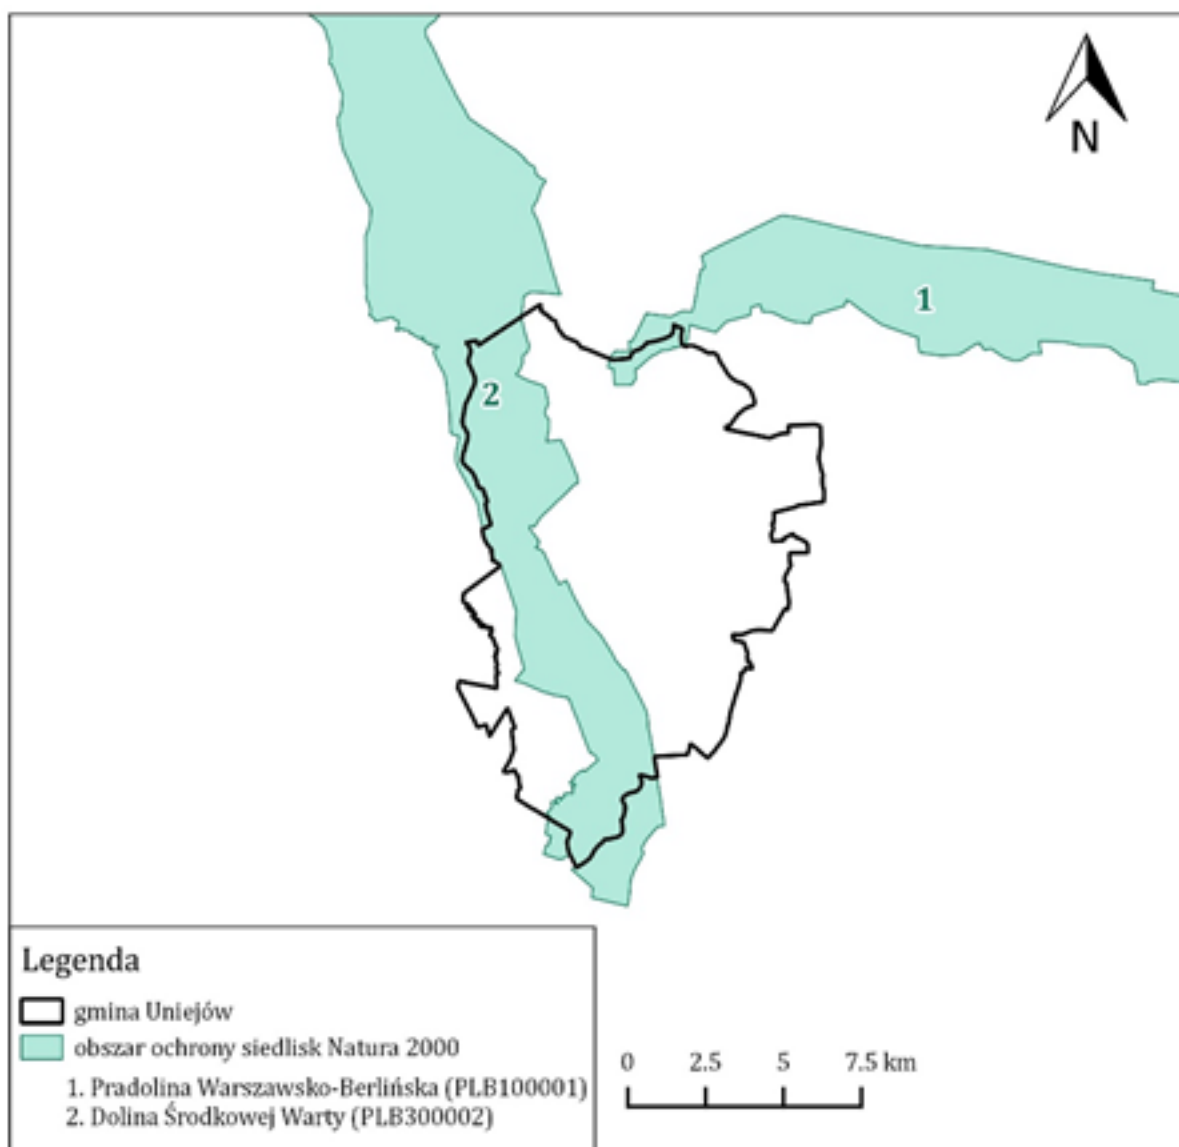 N
1
2
Legenda
gmina Uniejów
obszar ochrony siedlisk Natura 2000
1. Pradolina Warszawsko-Berlińska (PLB100001)
2. Dolina Środkowej Warty (PLB300002)
0 2.5 5 7.5 km